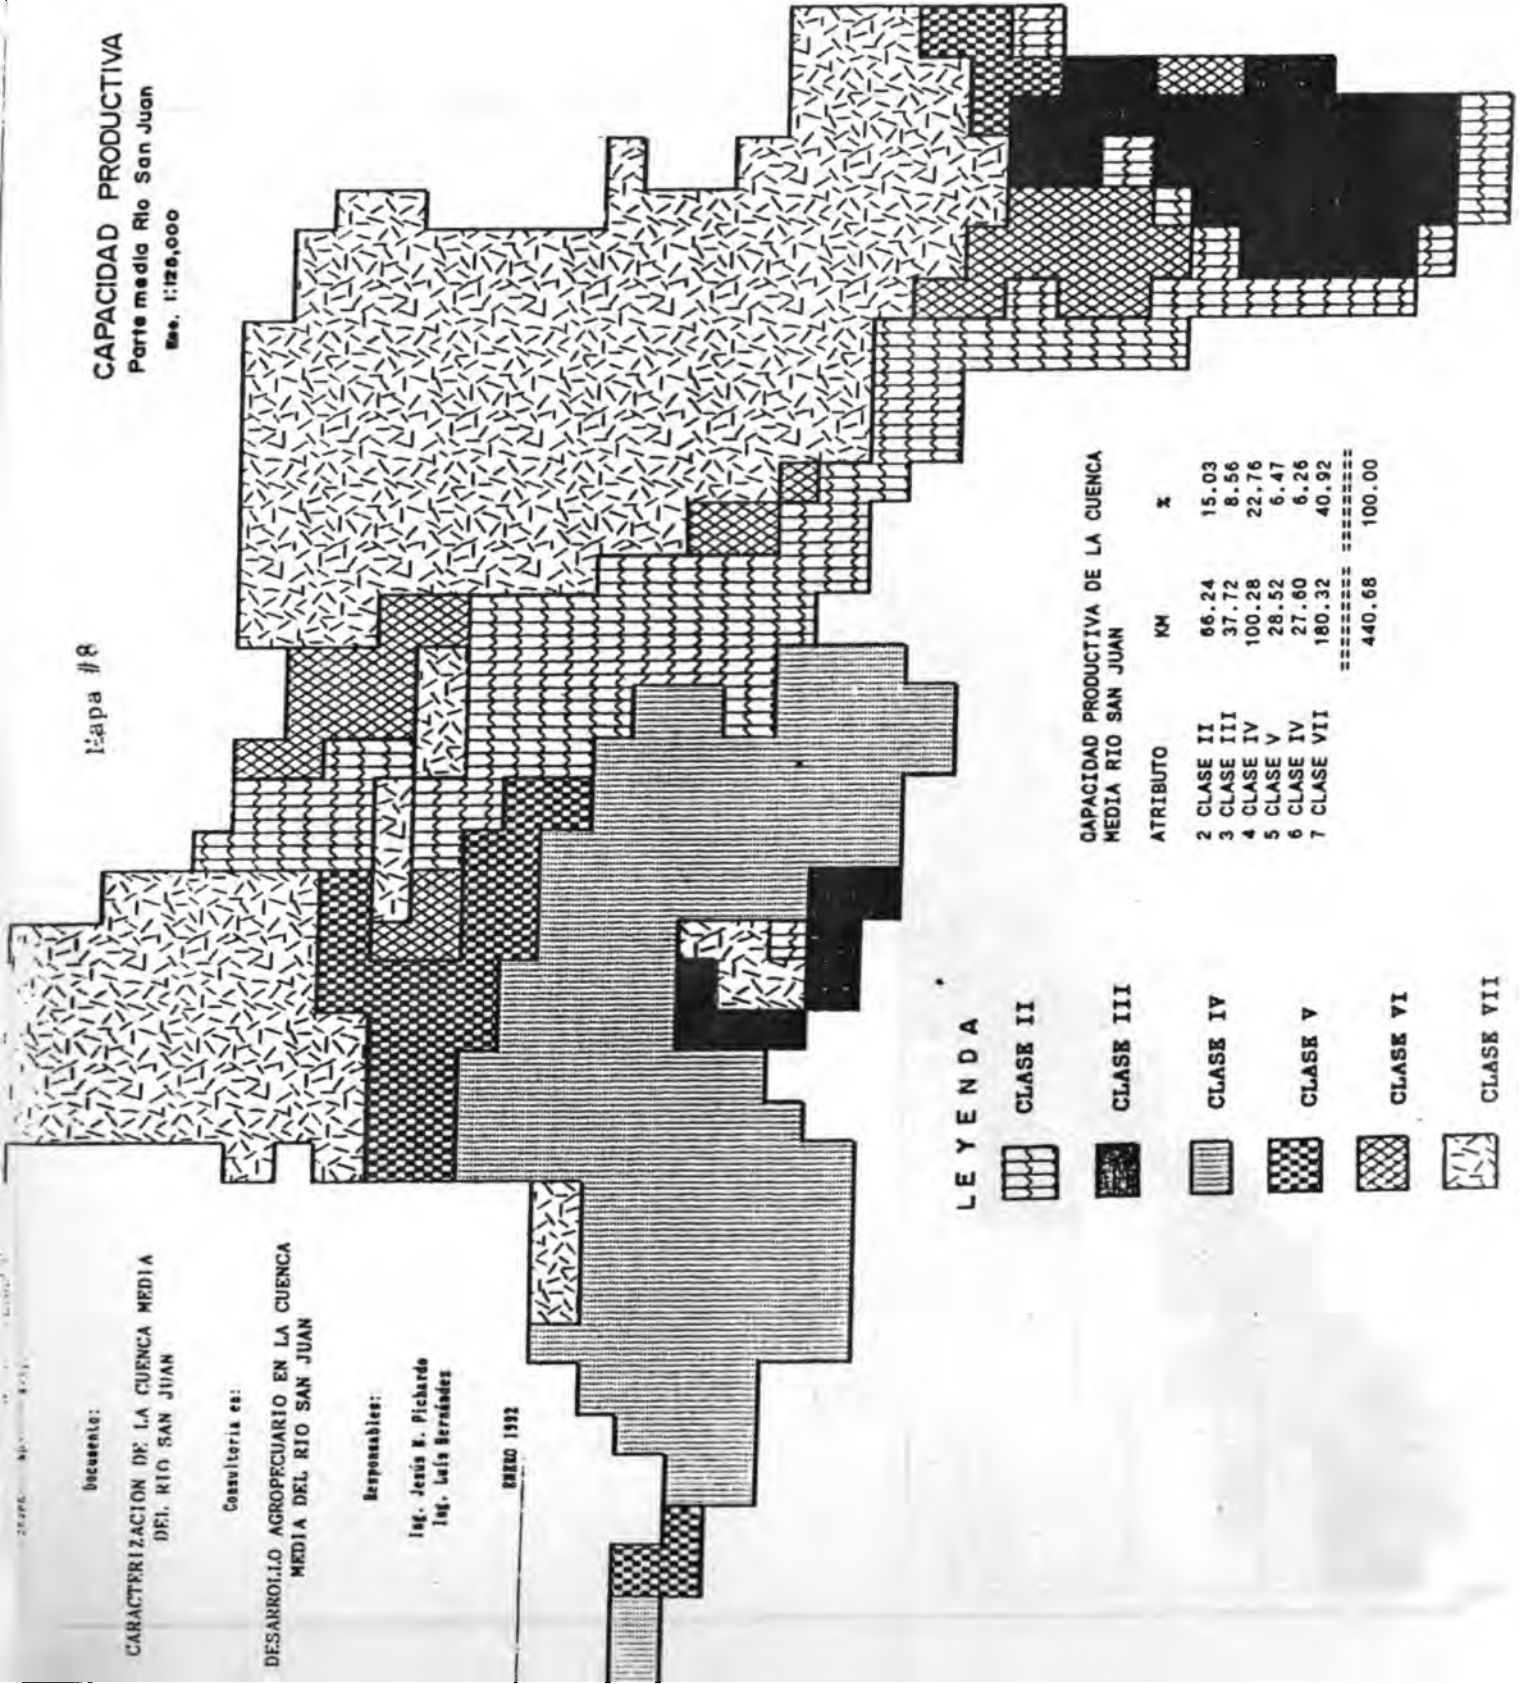 CAPACIDAD PRODUCTIVA
Parte media Rio San Juan
Mapa #8
Documento:
CARACTERIZACION DE LA CUENCA MEDIA
DEL RIO SAN JUAN
Consultoria en:
DESARROLLO AGROPECUARIO EN LA CUENCA
MEDIA DEL RIO SAN JUAN
Responsables:
Ing. Jesús Pichardo
Ing. Luis Hernández
ENERO 1992
LEYENDA
CLASE II
CLASE III
CLASE IV
CLASE V
CLASE VI
CLASE VII
CAPACIDAD PRODUCTIVA DE LA CUENCA
MEDIA RIO SAN JUAN
ATRIBUTO KM %
2 CLASE II 66.24 15.03
3 CLASE III 37.72 8.56
4 CLASE IV 100.28 22.76
5 CLASE V 28.52 6.47
6 CLASE IV 27.60 6.26
7 CLASE VII 180.32 40.92
440.68 100.00